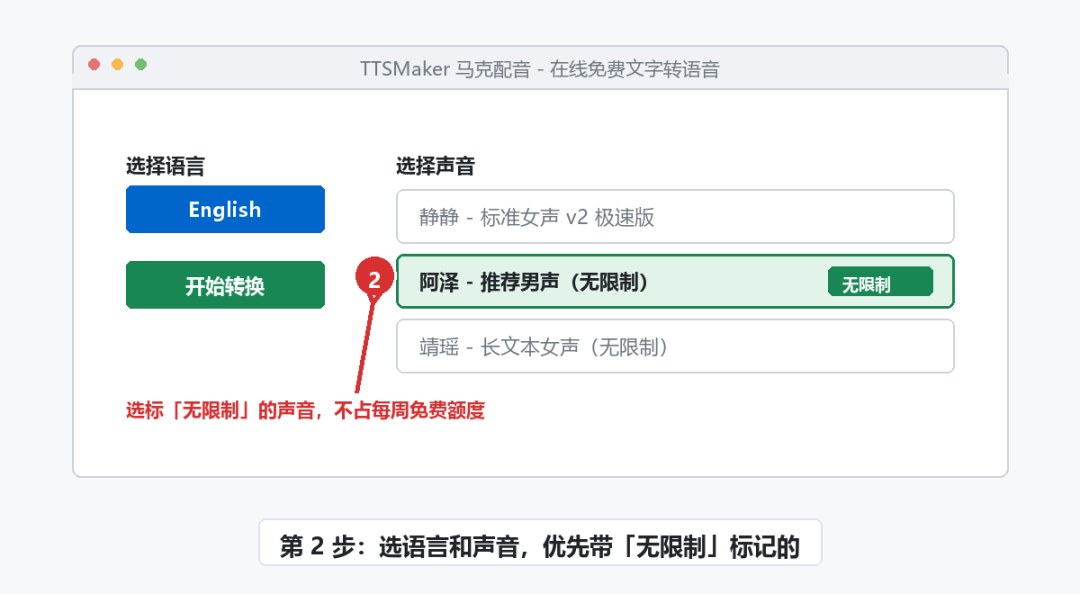 TTSMaker 马克配音 - 在线免费文字转语音
选择语言
English
开始转换
选择声音
静静 - 标准女声 v2 极速版
2
阿泽 - 推荐男声（无限制）
无限制
靖瑶 - 长文本女声（无限制）
选标「无限制」的声音，不占每周免费额度
第 2 步：选语言和声音，优先带「无限制」标记的